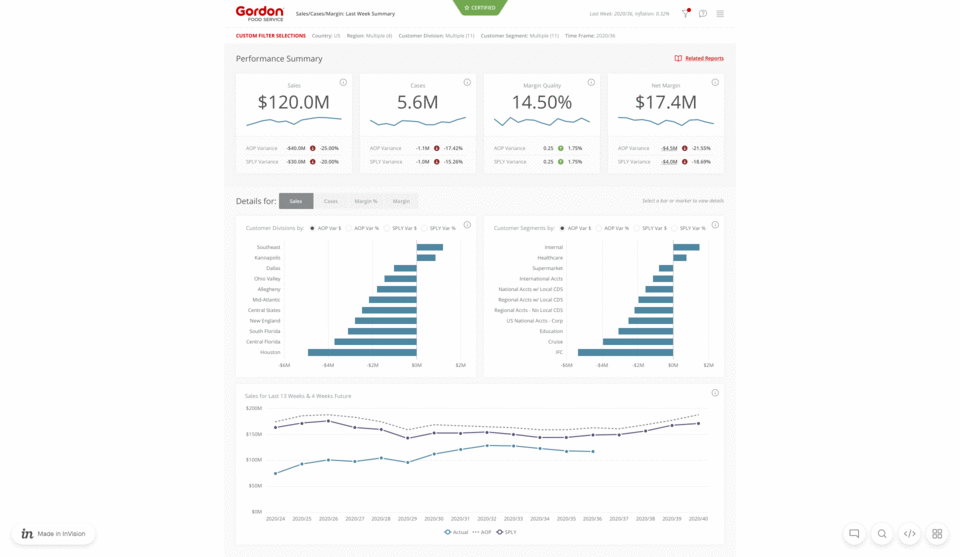 Gordon
FOOD SERVICE
Sales/Cases/Margin: Last Week Summary
CERTIFIED
Last Week: 2020/36, Inflation: 0.32%
CUSTOM FILTER SELECTIONS Country: US Region: Multiple (4) Customer Division: Multiple (11) Customer Segment: Multiple (11) Time Frame: 2020/36
Performance Summary
Related Reports
Sales
$120.0M
AOP Variance -$40.0M -25.00%
SPLY Variance -$30.0M -20.00%
Cases
5.6M
AOP Variance -1.1M -17.42%
SPLY Variance -1.0M -15.26%
Margin Quality
14.50%
AOP Variance 0.25 1.75%
SPLY Variance 0.25 1.75%
Net Margin
$17.4M
AOP Variance -$4.5M -21.55%
SPLY Variance -$4.0M -18.69%
Details for: Sales Cases Margin % Margin
Select a bar or marker to view details
Customer Divisions by: AOP Var $ AOP Var % SPLY Var $ SPLY Var %
Southeast
Kannapolis
Dallas
Ohio Valley
Allegheny
Mid-Atlantic
Central States
New England
South Florida
Central Florida
Houston
-$6M -$4M -$2M $0M $2M
Customer Segments by: AOP Var $ AOP Var % SPLY Var $ SPLY Var %
Internal
Healthcare
Supermarket
International Accts
National Accts w/ Local CDS
Regional Accts w/ Local CDS
Regional Accts - No Local CDS
US National Accts - Corp
Education
Cruise
IFC
-$6M -$4M -$2M $0M $2M
Sales for Last 13 Weeks & 4 Weeks Future
$200M
$150M
$100M
$50M
$0M
2020/24 2020/25 2020/26 2020/27 2020/28 2020/29 2020/30 2020/31 2020/32 2020/33 2020/34 2020/35 2020/36 2020/37 2020/38 2020/39 2020/40
Actual AOP SPLY
in Made in InVision